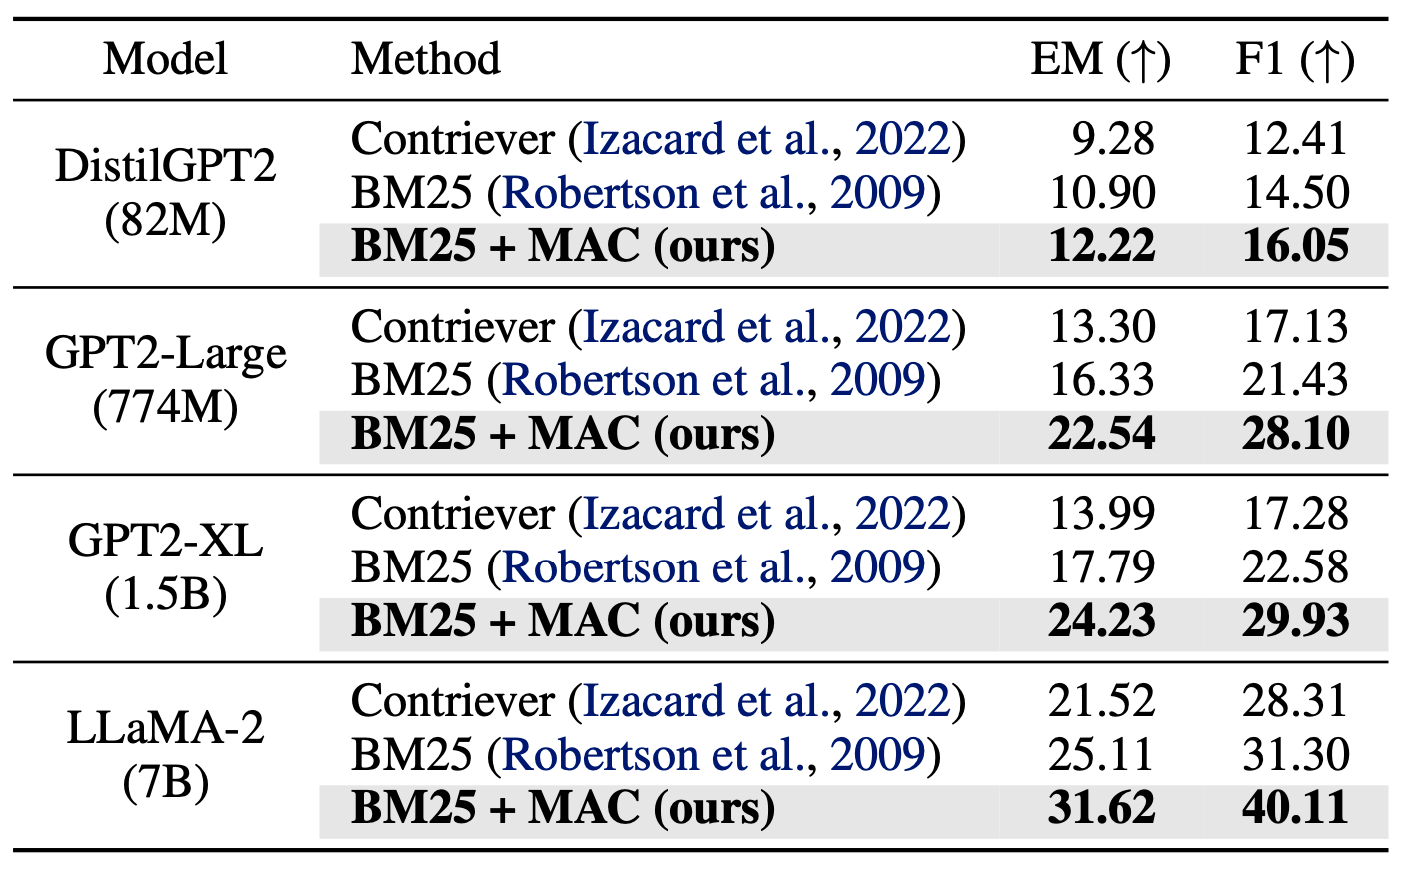 Model Method EM (↑) F1 (↑)
DistilGPT2
(82M)
Contriever (Izacard et al., 2022) 9.28 12.41
BM25 (Robertson et al., 2009) 10.90 14.50
BM25 + MAC (ours) 12.22 16.05
GPT2-Large
(774M)
Contriever (Izacard et al., 2022) 13.30 17.13
BM25 (Robertson et al., 2009) 16.33 21.43
BM25 + MAC (ours) 22.54 28.10
GPT2-XL
(1.5B)
Contriever (Izacard et al., 2022) 13.99 17.28
BM25 (Robertson et al., 2009) 17.79 22.58
BM25 + MAC (ours) 24.23 29.93
LLaMA-2
(7B)
Contriever (Izacard et al., 2022) 21.52 28.31
BM25 (Robertson et al., 2009) 25.11 31.30
BM25 + MAC (ours) 31.62 40.11